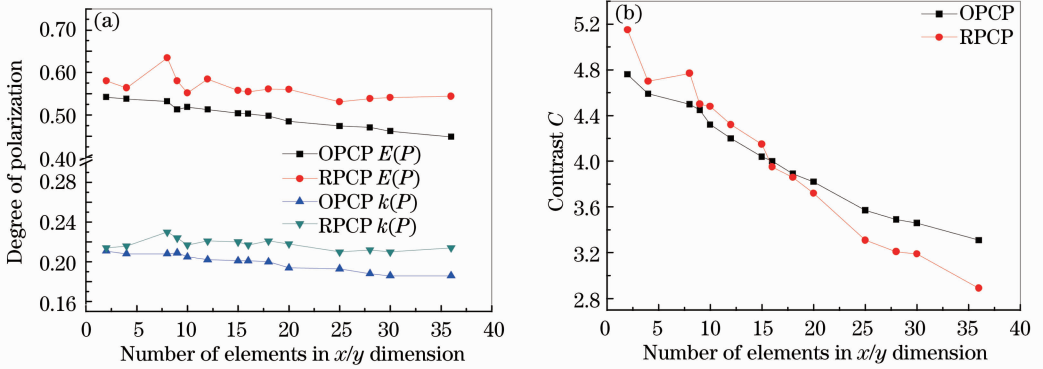 (a)
0.70
0.60
0.50
0.40
0.28
0.24
0.20
0.16
Degree of polarization
OPCP E(P)
RPCP E(P)
OPCP k(P)
RPCP k(P)
0 5 10 15 20 25 30 35 40
Number of elements in x/y dimension
(b)
5.2
4.8
4.4
4.0
3.6
3.2
2.8
Contrast C
OPCP
RPCP
0 5 10 15 20 25 30 35 40
Number of elements in x/y dimension